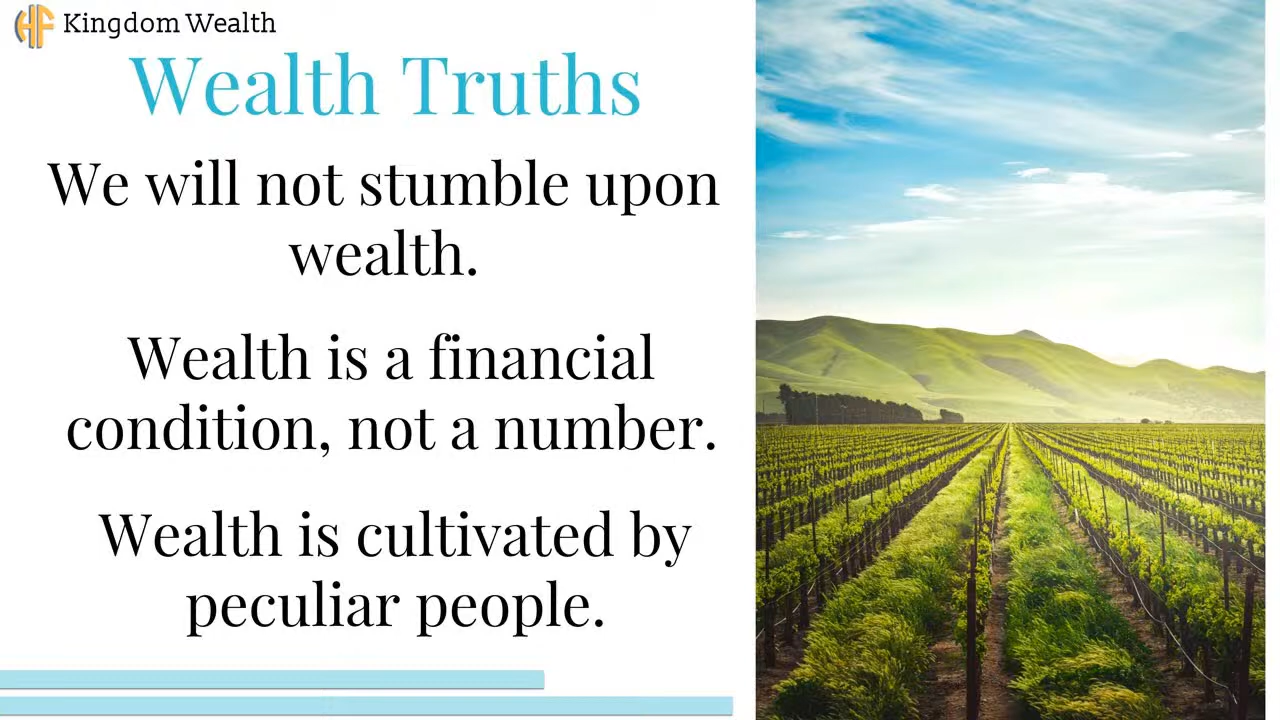 HF Kingdom Wealth
Wealth Truths
We will not stumble upon
wealth.
Wealth is a financial
condition, not a number.
Wealth is cultivated by
peculiar people.